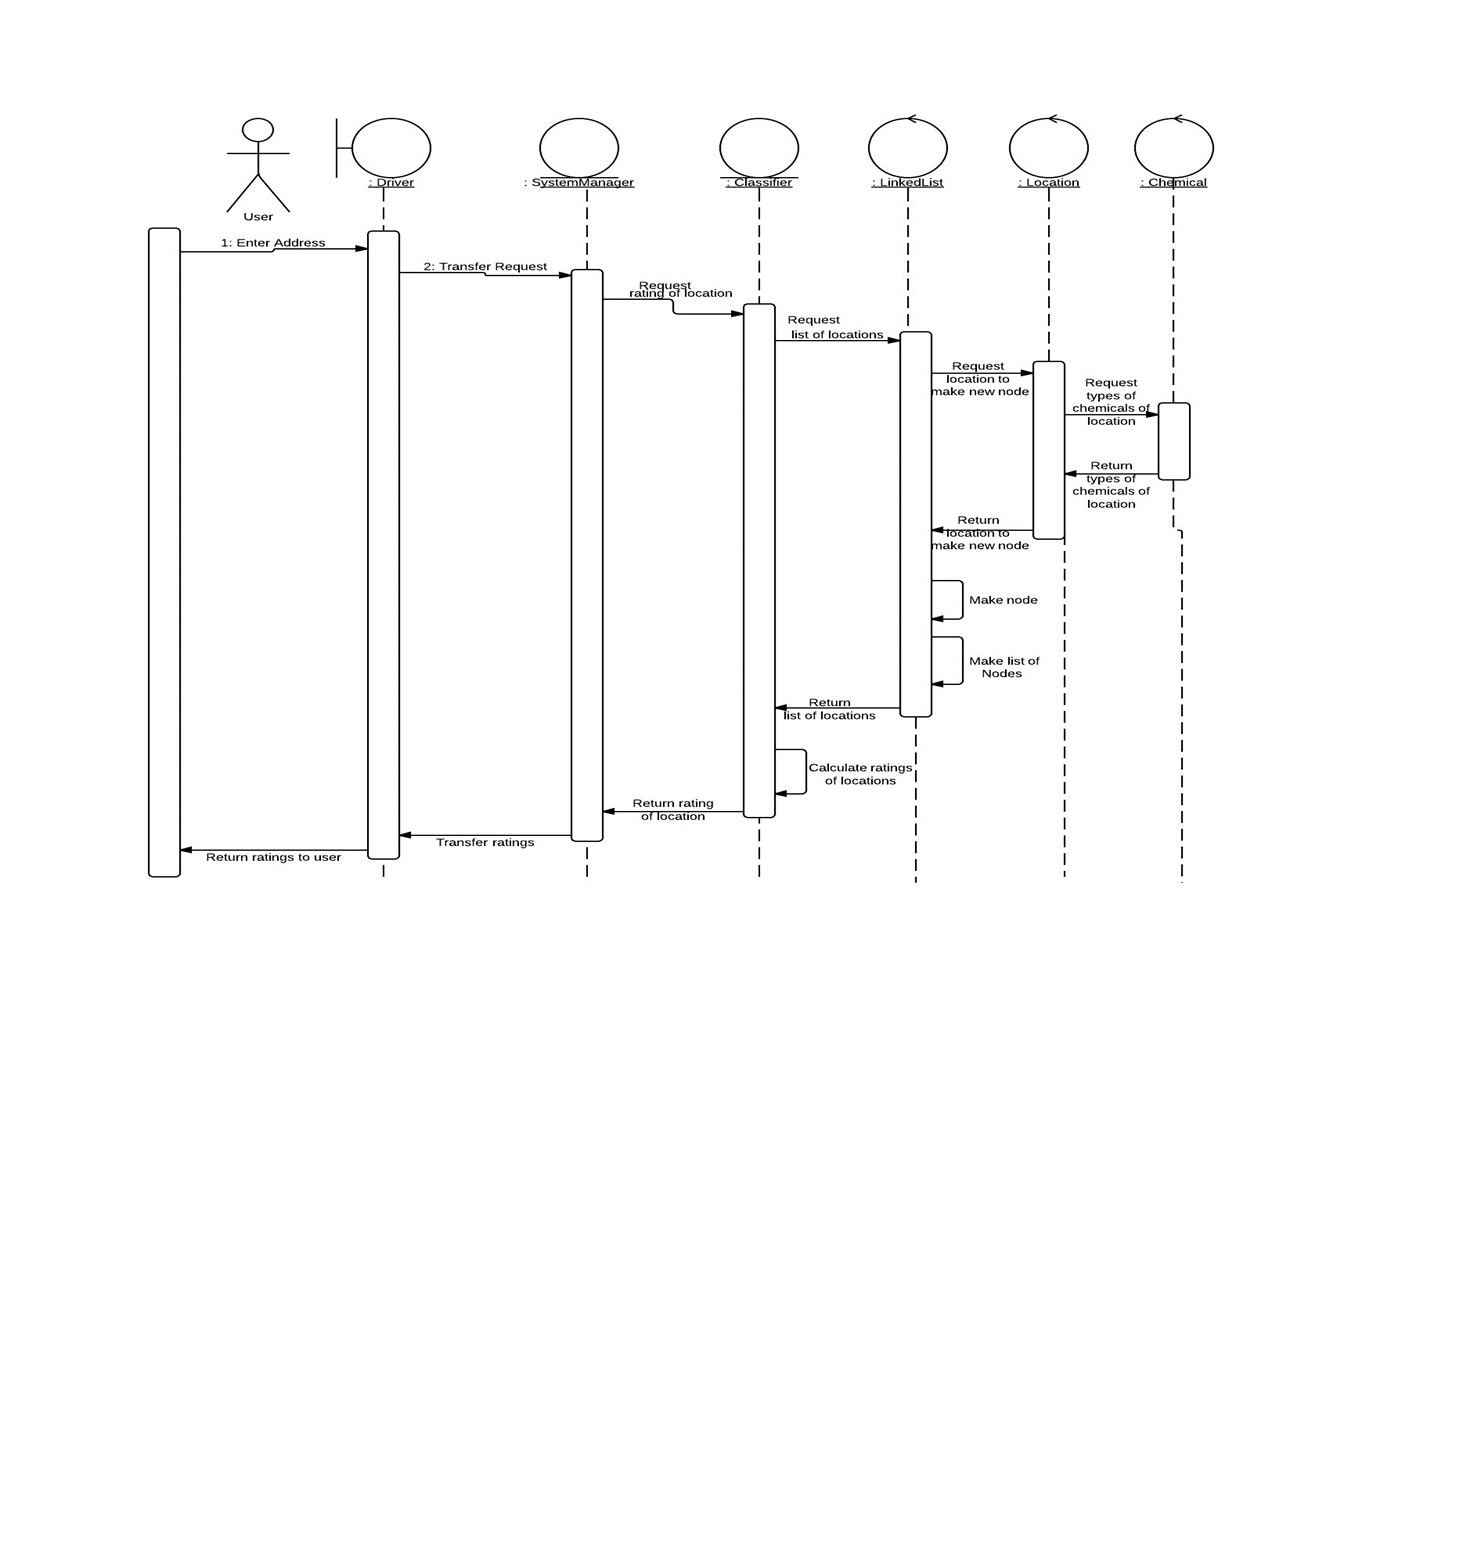 : Driver
: SystemManager
: Classifier
: LinkedList
: Location
: Chemical
User
1: Enter Address
2: Transfer Request
Request
rating of location
Request
list of locations
Request
location to
make new node
Request
types of
chemicals of
location
Return
types of
chemicals of
location
Return
location to
make new node
Make node
Make list of
Nodes
Return
list of locations
Calculate ratings
of locations
Return rating
of location
Transfer ratings
Return ratings to user